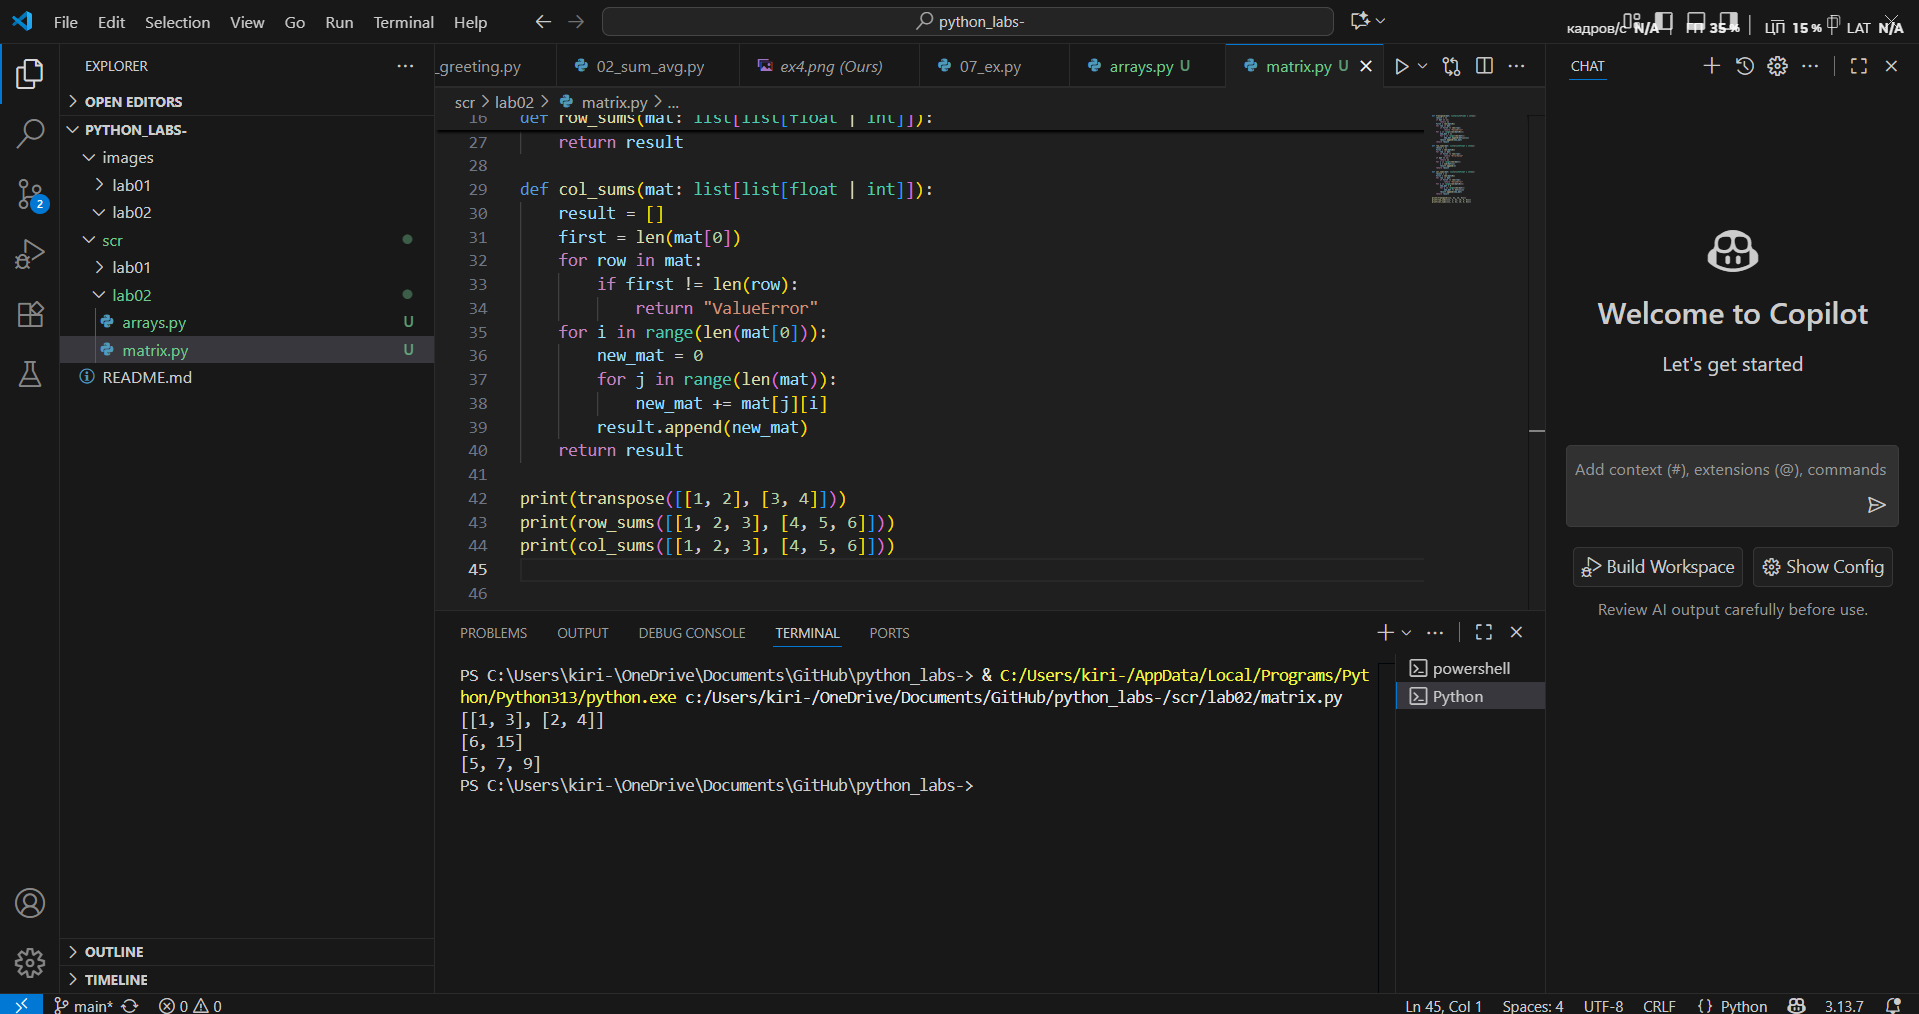 File Edit Selection View Go Run Terminal Help
python_labs-
кадров/с N/A ГП 35 % ЦП 15 % LAT N/A
EXPLORER
OPEN EDITORS
PYTHON_LABS-
images
lab01
lab02
scr
lab01
lab02
arrays.py U
matrix.py U
README.md
OUTLINE
TIMELINE
_greeting.py
02_sum_avg.py
ex4.png (Ours)
07_ex.py
arrays.py U
matrix.py U
scr > lab02 > matrix.py > ...
16 def row_sums(mat: list[list[float | int]]):
27 return result
28
29 def col_sums(mat: list[list[float | int]]):
30 result = []
31 first = len(mat[0])
32 for row in mat:
33 if first != len(row):
34 return "ValueError"
35 for i in range(len(mat[0])):
36 new_mat = 0
37 for j in range(len(mat)):
38 new_mat += mat[j][i]
39 result.append(new_mat)
40 return result
41
42 print(transpose([[1, 2], [3, 4]]))
43 print(row_sums([[1, 2, 3], [4, 5, 6]]))
44 print(col_sums([[1, 2, 3], [4, 5, 6]]))
45
46
PROBLEMS OUTPUT DEBUG CONSOLE TERMINAL PORTS
PS C:\Users\kiri-\OneDrive\Documents\GitHub\python_labs-> & C:/Users/kiri-/AppData/Local/Programs/Pyt
hon/Python313/python.exe c:/Users/kiri-/OneDrive/Documents/GitHub/python_labs-/scr/lab02/matrix.py
[[1, 3], [2, 4]]
[6, 15]
[5, 7, 9]
PS C:\Users\kiri-\OneDrive\Documents\GitHub\python_labs->
powershell
Python
CHAT
Welcome to Copilot
Let's get started
Add context (#), extensions (@), commands
Build Workspace
Show Config
Review AI output carefully before use.
2
main* 0 0
Ln 45, Col 1 Spaces: 4 UTF-8 CRLF {} Python 3.13.7